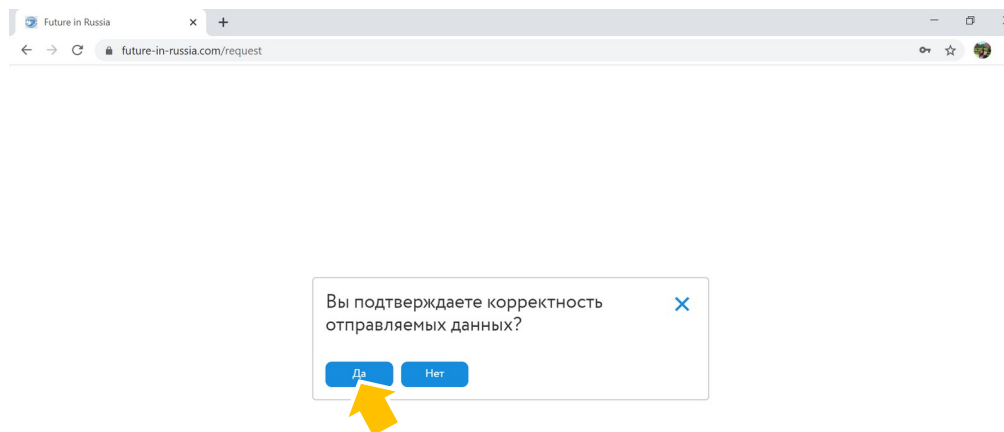 Future in Russia
future-in-russia.com/request
Вы подтверждаете корректность
отправляемых данных?
Да
Нет